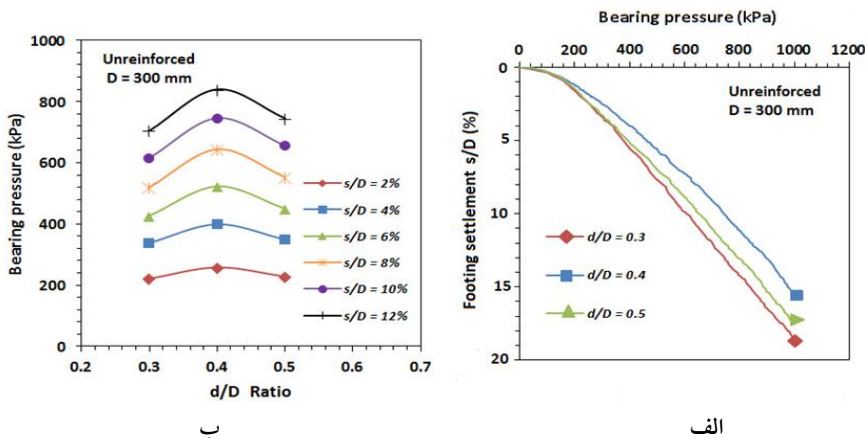 Bearing pressure (kPa)
0 200 400 600 800 1000 1200
0
5
10
15
20
Footing settlement s/D (%)
Unreinforced
D = 300 mm
d/D = 0.3
d/D = 0.4
d/D = 0.5
الف
1000
800
600
400
200
0
Bearing pressure (kPa)
Unreinforced
D = 300 mm
s/D = 2%
s/D = 4%
s/D = 6%
s/D = 8%
s/D = 10%
s/D = 12%
0.2 0.3 0.4 0.5 0.6 0.7
d/D Ratio
ب